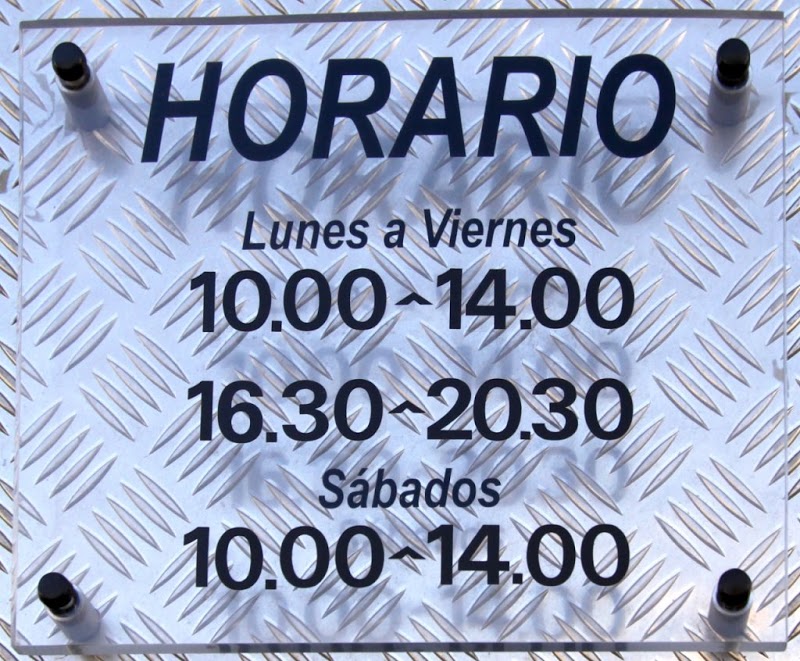 HORARIO
Lunes a Viernes
10.00^14.00
16.30^20.30
Sábados
10.00^14.00